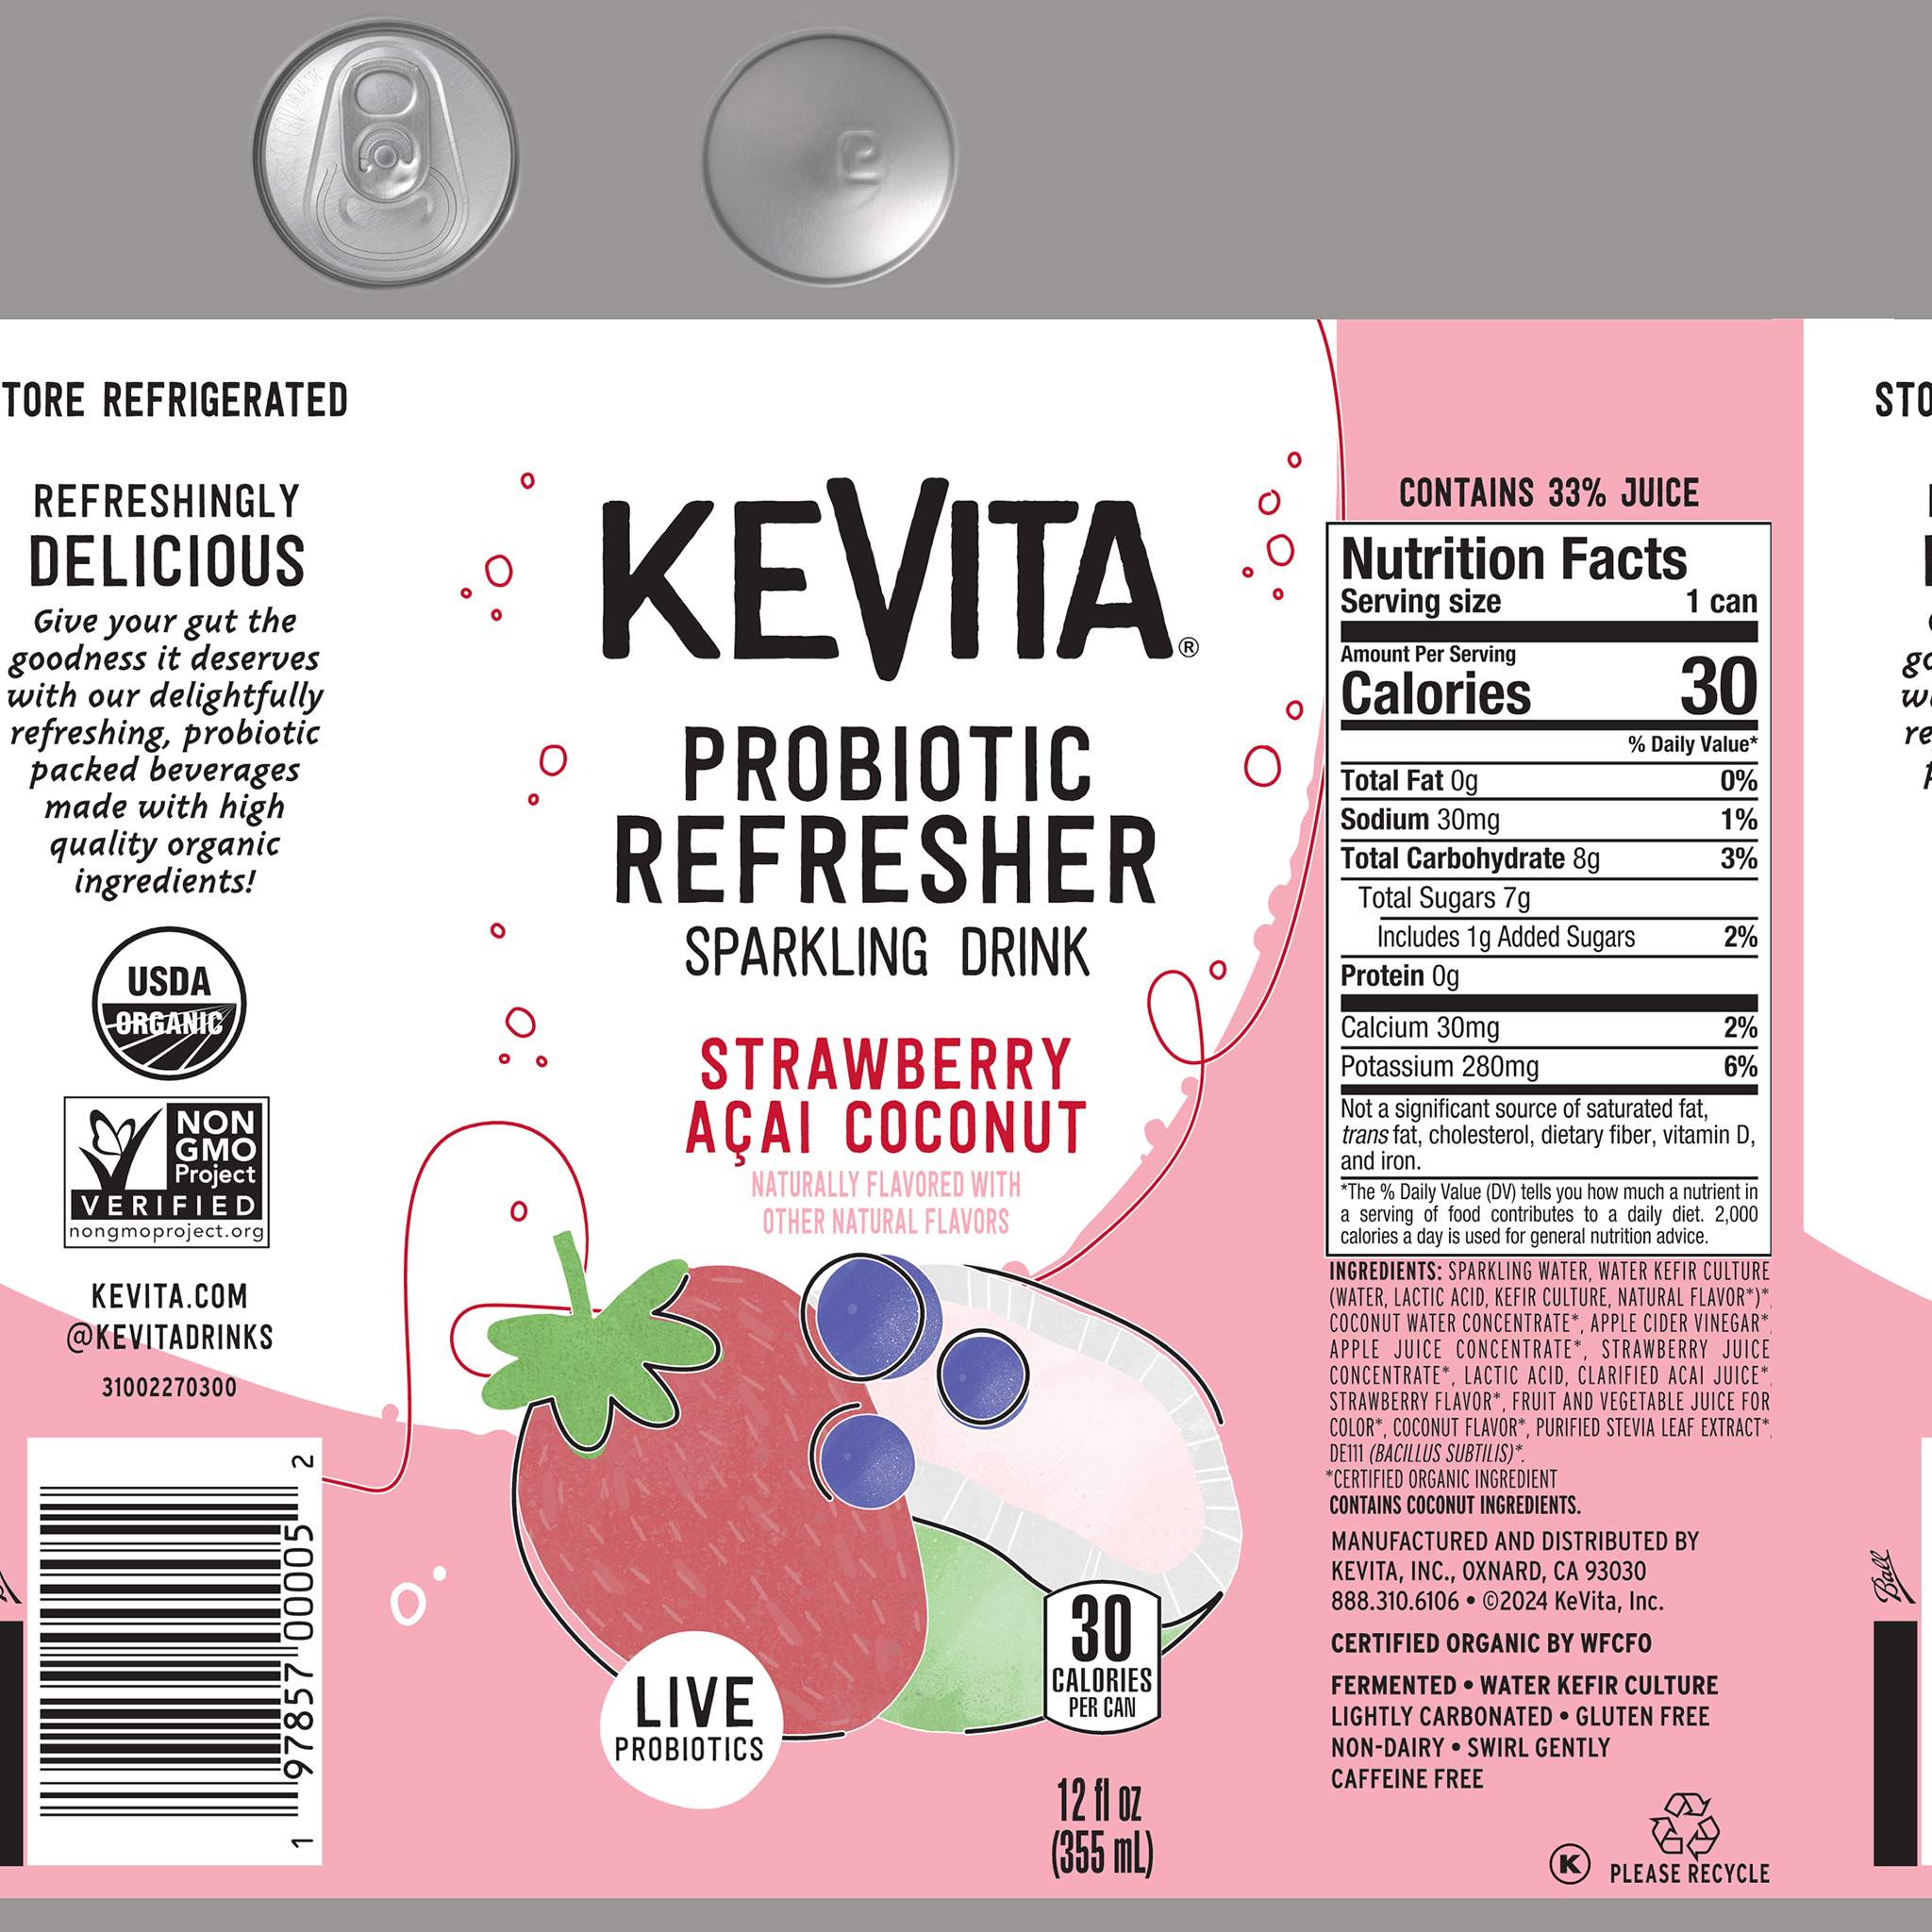 TORE REFRIGERATED
REFRESHINGLY
DELICIOUS
Give your gut the
goodness it deserves
with our delightfully
refreshing, probiotic
packed beverages
made with high
quality organic
ingredients!
USDA
ORGANIC
NON
GMO
Project
VERIFIED
nongmoproject.org
KEVITA.COM
@KEVITADRINKS
31002270300
1 97857 00005 2
KEVITA®
PROBIOTIC
REFRESHER
SPARKLING DRINK
STRAWBERRY
AÇAI COCONUT
NATURALLY FLAVORED WITH
OTHER NATURAL FLAVORS
LIVE
PROBIOTICS
30
CALORIES
PER CAN
12 fl oz
(355 mL)
CONTAINS 33% JUICE
Nutrition Facts
Serving size 1 can
Amount Per Serving
Calories 30
% Daily Value*
Total Fat 0g 0%
Sodium 30mg 1%
Total Carbohydrate 8g 3%
Total Sugars 7g
Includes 1g Added Sugars 2%
Protein 0g
Calcium 30mg 2%
Potassium 280mg 6%
Not a significant source of saturated fat,
trans fat, cholesterol, dietary fiber, vitamin D,
and iron.
*The % Daily Value (DV) tells you how much a nutrient in
a serving of food contributes to a daily diet. 2,000
calories a day is used for general nutrition advice.
INGREDIENTS: SPARKLING WATER, WATER KEFIR CULTURE
(WATER, LACTIC ACID, KEFIR CULTURE, NATURAL FLAVOR*)*,
COCONUT WATER CONCENTRATE*, APPLE CIDER VINEGAR*,
APPLE JUICE CONCENTRATE*, STRAWBERRY JUICE
CONCENTRATE*, LACTIC ACID, CLARIFIED ACAI JUICE*,
STRAWBERRY FLAVOR*, FRUIT AND VEGETABLE JUICE FOR
COLOR*, COCONUT FLAVOR*, PURIFIED STEVIA LEAF EXTRACT*,
DE111 (BACILLUS SUBTILIS)*.
*CERTIFIED ORGANIC INGREDIENT
CONTAINS COCONUT INGREDIENTS.
MANUFACTURED AND DISTRIBUTED BY
KEVITA, INC., OXNARD, CA 93030
888.310.6106 • ©2024 KeVita, Inc.
CERTIFIED ORGANIC BY WFCFO
FERMENTED • WATER KEFIR CULTURE
LIGHTLY CARBONATED • GLUTEN FREE
NON-DAIRY • SWIRL GENTLY
CAFFEINE FREE
K
PLEASE RECYCLE
STO
Ball